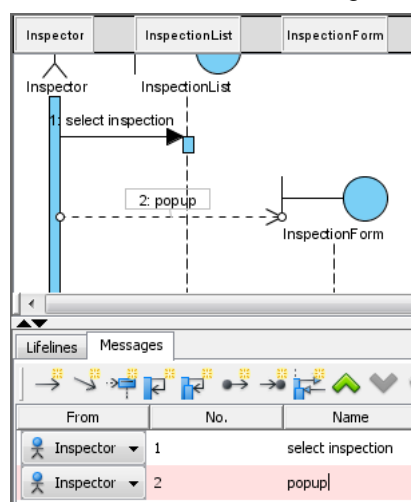 Inspector InspectionList InspectionForm
Inspector InspectionList
1: select inspection
2: popup
InspectionForm
Lifelines Messages
From No. Name
Inspector 1 select inspection
Inspector 2 popup